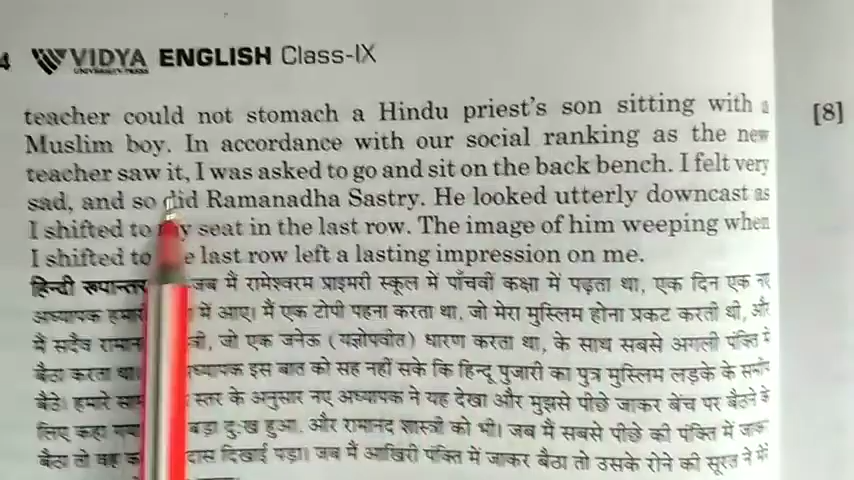 4 VIDYA ENGLISH Class-IX
UNIVERSITY PRESS
teacher could not stomach a Hindu priest's son sitting with a [8]
Muslim boy. In accordance with our social ranking as the new
teacher saw it, I was asked to go and sit on the back bench. I felt very
sad, and so did Ramanadha Sastry. He looked utterly downcast as
I shifted to my seat in the last row. The image of him weeping when
I shifted to e last row left a lasting impression on me.
हिन्दी रूपान्तर जब मैं रामेश्वरम प्राइमरी स्कूल में पाँचवीं कक्षा में पढ़ता था, एक दिन एक नए
अध्यापक हमार में आए। मैं एक टोपी पहना करता था, जो मेरा मुस्लिम होना प्रकट करती थी, और
मैं सदैव रामान त्री, जो एक जनेऊ (यज्ञोपवीत) धारण करता था, के साथ सबसे अगली पंक्ति में
बैठा करता था। ध्यापक इस बात को सह नहीं सके कि हिन्दू पुजारी का पुत्र मुस्लिम लड़के के समीप
बैठे। हमारे सा स्तर के अनुसार नए अध्यापक ने यह देखा और मुझसे पीछे जाकर बेंच पर बैठने के
लिए कहा बड़ा दुःख हुआ, और रामानंद शास्त्री को भी। जब मैं सबसे पीछे की पंक्ति में जाकर
बैठा तो वह दास दिखाई पड़ा। जब मैं आखिरी पंक्ति में जाकर बैठा तो उसके रोने की सूरत ने मेरे